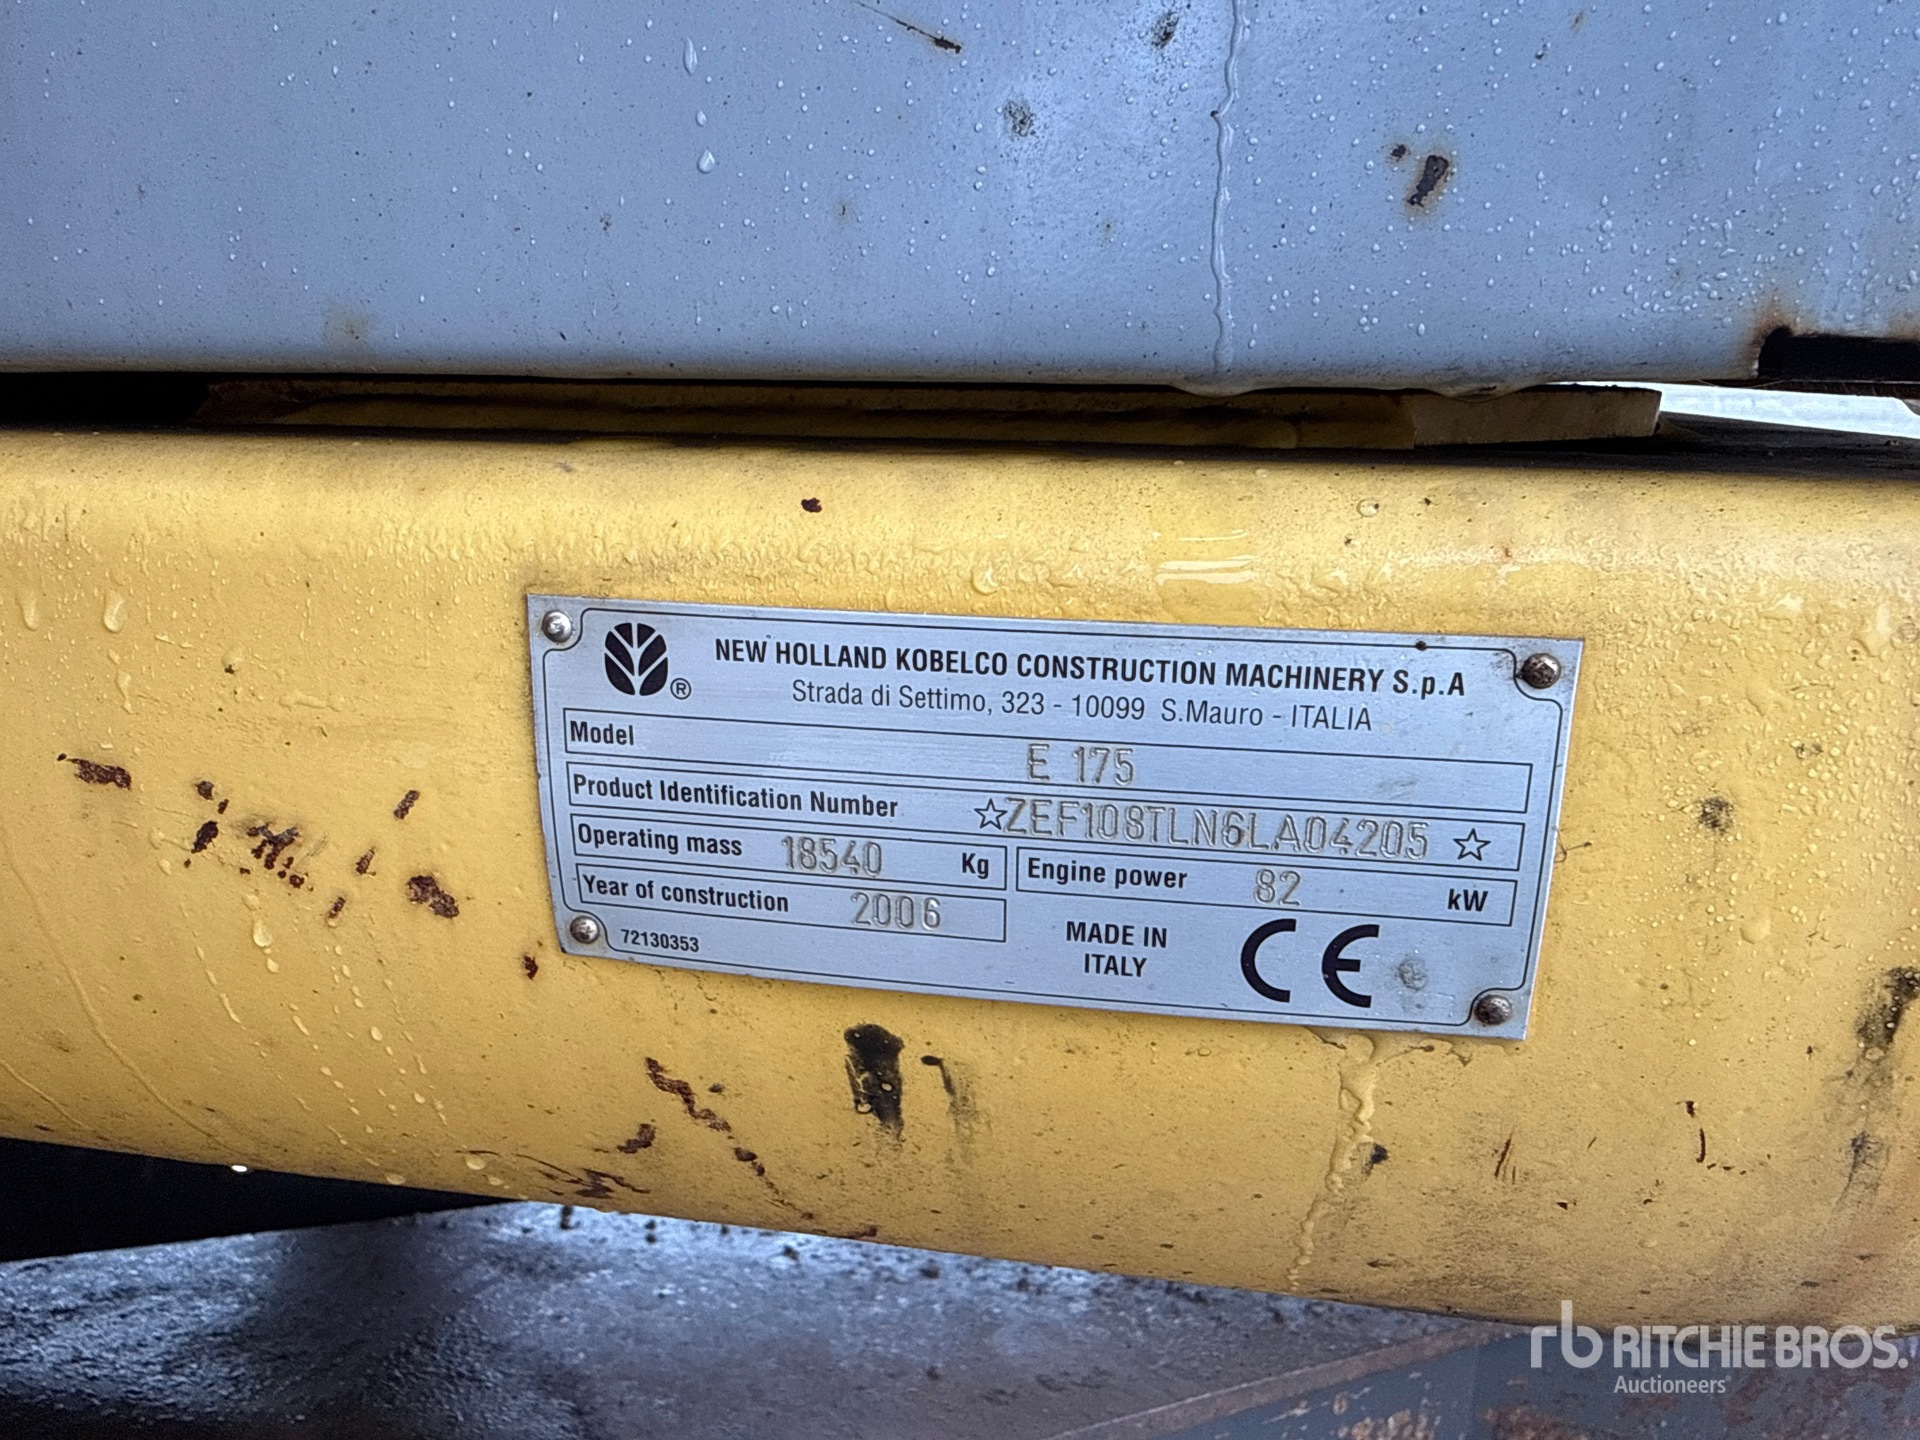 ®
NEW HOLLAND KOBELCO CONSTRUCTION MACHINERY S.p.A
Strada di Settimo, 323 - 10099 S.Mauro - ITALIA
Model E 175
Product Identification Number ☆ZEF108TLN6LA04205☆
Operating mass 18540 Kg Engine power 82 kW
Year of construction 2006
72130353
MADE IN
ITALY
CE
rb RITCHIE BROS.
Auctioneers